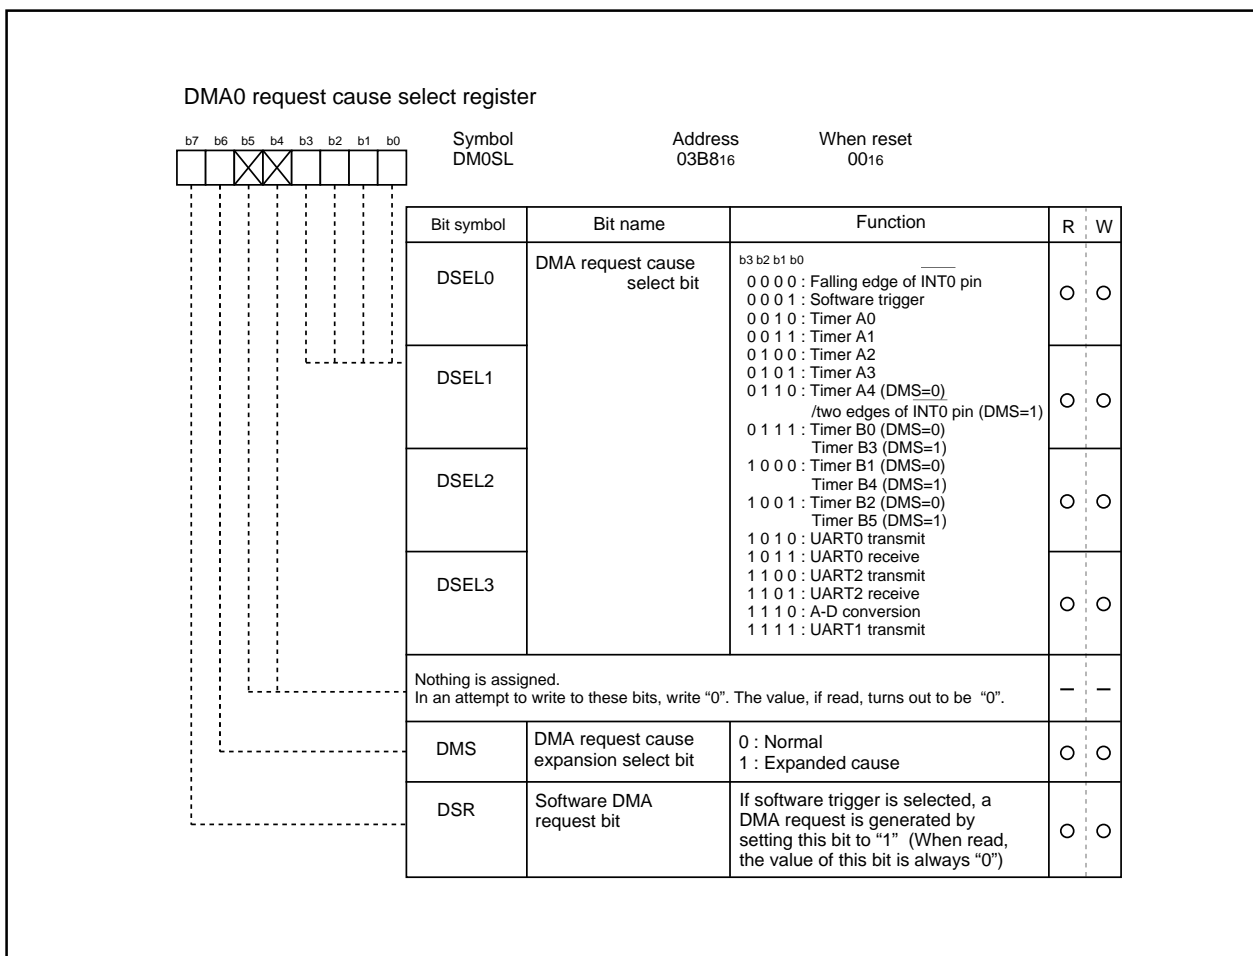 DMA0 request cause select register
b7 b6 b5 b4 b3 b2 b1 b0
Symbol Address When reset
DM0SL 03B816 0016
Bit symbol Bit name Function R W
DSEL0
DMA request cause
select bit
b3 b2 b1 b0
0 0 0 0 : Falling edge of INT0 pin
0 0 0 1 : Software trigger
0 0 1 0 : Timer A0
0 0 1 1 : Timer A1
0 1 0 0 : Timer A2
0 1 0 1 : Timer A3
0 1 1 0 : Timer A4 (DMS=0)
/two edges of INT0 pin (DMS=1)
0 1 1 1 : Timer B0 (DMS=0)
Timer B3 (DMS=1)
1 0 0 0 : Timer B1 (DMS=0)
Timer B4 (DMS=1)
1 0 0 1 : Timer B2 (DMS=0)
Timer B5 (DMS=1)
1 0 1 0 : UART0 transmit
1 0 1 1 : UART0 receive
1 1 0 0 : UART2 transmit
1 1 0 1 : UART2 receive
1 1 1 0 : A-D conversion
1 1 1 1 : UART1 transmit
DSEL1
DSEL2
DSEL3
Nothing is assigned.
In an attempt to write to these bits, write “0”. The value, if read, turns out to be “0”.
DMS
DMA request cause
expansion select bit
0 : Normal
1 : Expanded cause
DSR
Software DMA
request bit
If software trigger is selected, a
DMA request is generated by
setting this bit to “1” (When read,
the value of this bit is always “0”)